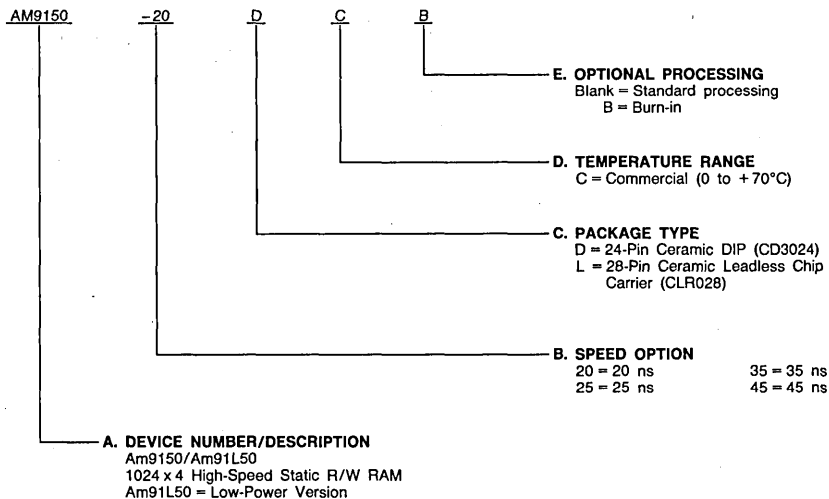 AM9150 -20 D C B
E. OPTIONAL PROCESSING
Blank = Standard processing
B = Burn-in
D. TEMPERATURE RANGE
C = Commercial (0 to +70°C)
C. PACKAGE TYPE
D = 24-Pin Ceramic DIP (CD3024)
L = 28-Pin Ceramic Leadless Chip
Carrier (CLR028)
B. SPEED OPTION
20 = 20 ns 35 = 35 ns
25 = 25 ns 45 = 45 ns
A. DEVICE NUMBER/DESCRIPTION
Am9150/Am91L50
1024 x 4 High-Speed Static R/W RAM
Am91L50 = Low-Power Version